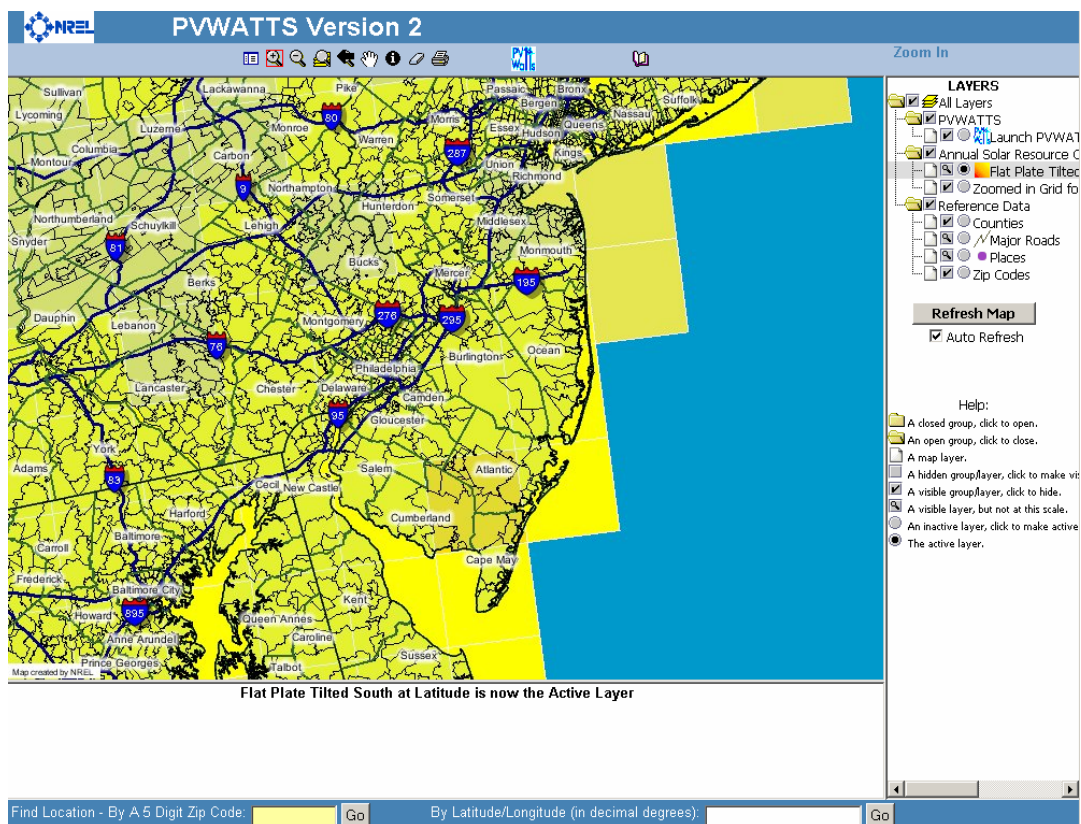 NREL PVWATTS Version 2
PV Watts
Zoom In
Sullivan
Lackawanna
Pike
Passaic
Bronx
Suffolk
Lycoming
Luzerne
80
Morris
Bergen
Nassau
Monroe
Warren
Essex
Hudson
Queens
Columbia
Carbon
287
Union
Kings
Montour
9
Northampton
Somerset
Richmond
Hunterdon
Northumberland
Schuylkill
Lehigh
Middlesex
Snyder
81
Bucks
Monmouth
Berks
Mercer
195
Dauphin
Lebanon
Montgomery
276
295
76
Philadelphia
Burlington
Ocean
Lancaster
Chester
Delaware
Camden
95
Gloucester
York
Adams
83
Salem
Atlantic
Cecil
New Castle
Harford
Cumberland
Carroll
Baltimore
Cape May
Frederick
Baltimore City
Howard
895
Kent
Queen Annes
Anne Arundel
Caroline
Prince Georges
Talbot
Sussex
Map created by NREL
LAYERS
All Layers
PVWATTS
Launch PVWAT
Annual Solar Resource
Flat Plate Tilted
Zoomed in Grid fo
Reference Data
Counties
Major Roads
Places
Zip Codes
Refresh Map
Auto Refresh
Help:
A closed group, click to open.
An open group, click to close.
A map layer.
A hidden group/layer, click to make vis
A visible group/layer, click to hide.
A visible layer, but not at this scale.
An inactive layer, click to make active
The active layer.
Flat Plate Tilted South at Latitude is now the Active Layer
Find Location - By A 5 Digit Zip Code: Go By Latitude/Longitude (in decimal degrees): Go